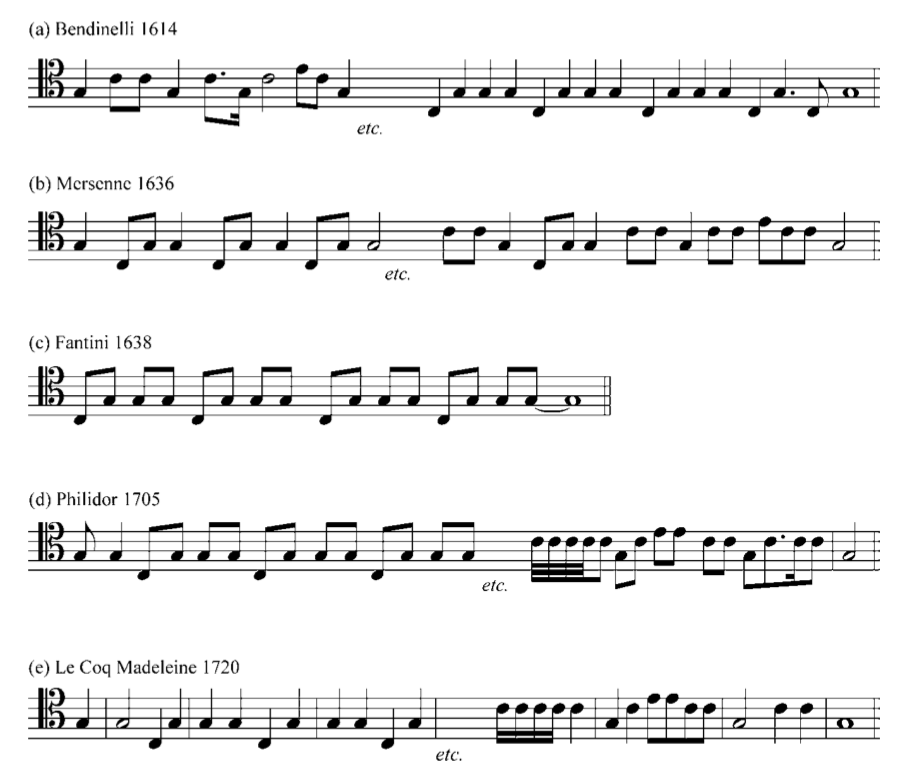 (a) Bendinelli 1614
etc.
(b) Mersenne 1636
etc.
(c) Fantini 1638
(d) Philidor 1705
etc.
(e) Le Coq Madeleine 1720
etc.